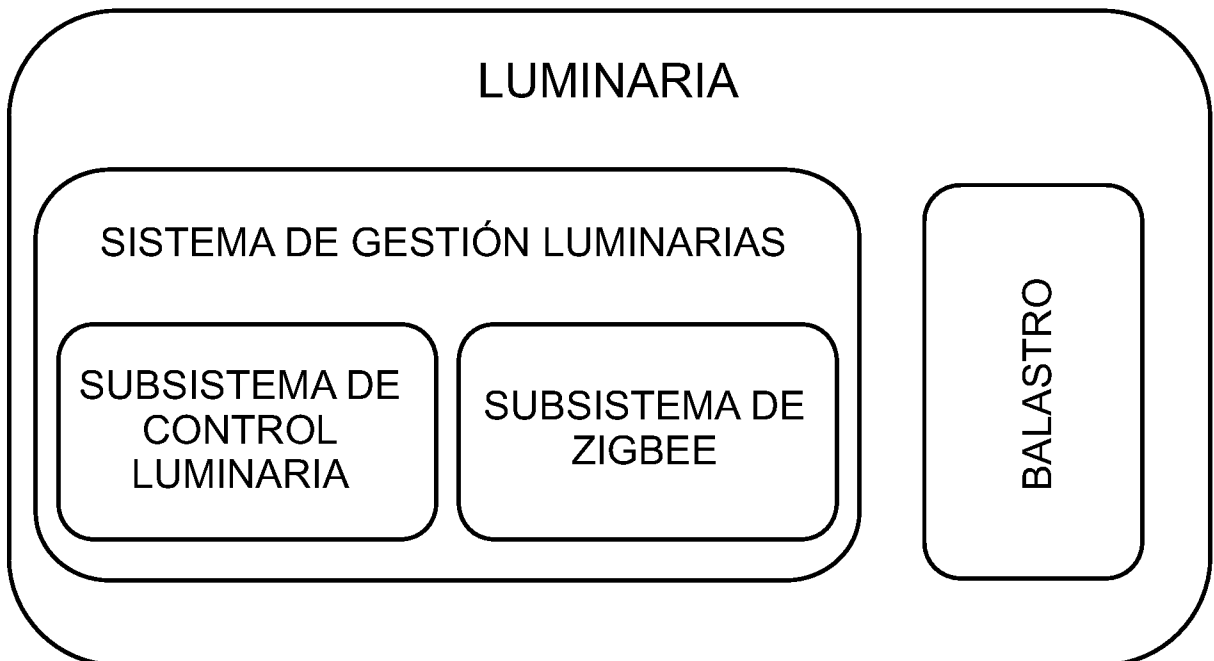 LUMINARIA
SISTEMA DE GESTIÓN LUMINARIAS
SUBSISTEMA DE
CONTROL
LUMINARIA
SUBSISTEMA DE
ZIGBEE
BALASTRO